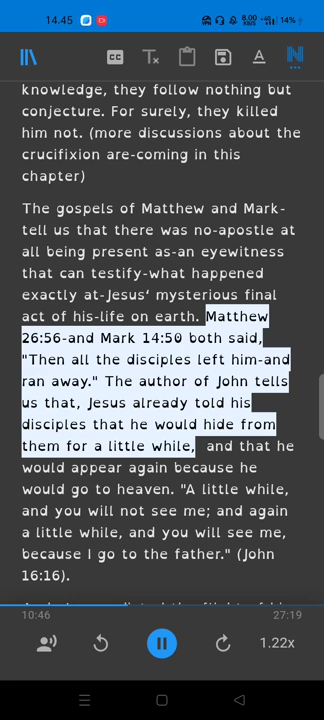 14.45 8.00 KB/S 4G 14%
CC T A N
knowledge, they follow nothing but
conjecture. For surely, they killed
him not. (more discussions about the
crucifixion are-coming in this
chapter)
The gospels of Matthew and Mark-
tell us that there was no-apostle at
all being present as-an eyewitness
that can testify-what happened
exactly at-Jesus‘ mysterious final
act of his-life on earth. Matthew
26:56-and Mark 14:50 both said,
"Then all the disciples left him-and
ran away." The author of John tells
us that, Jesus already told his
disciples that he would hide from
them for a little while, and that he
would appear again because he
would go to heaven. "A little while,
and you will not see me; and again
a little while, and you will see me,
because I go to the father." (John
16:16).
10:46 27:19
1.22x